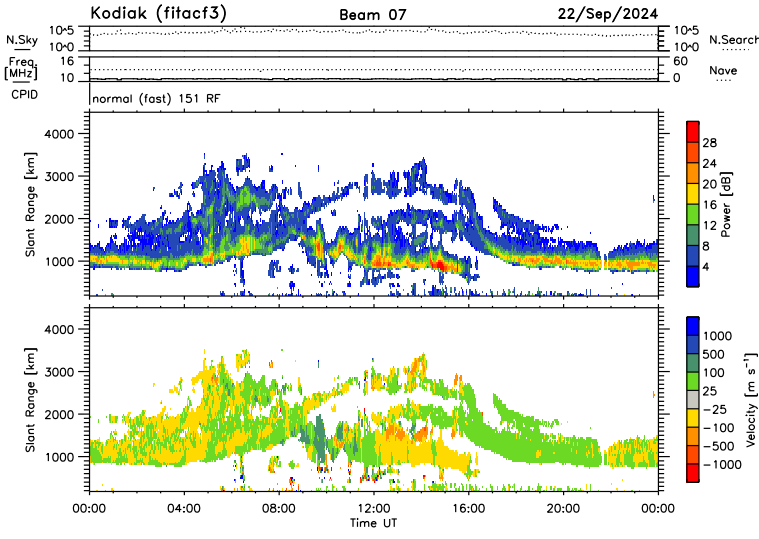 Kodiak (fitacf3) Beam 07 22/Sep/2024
N.Sky 10^5 10^0 10^5 10^0 N.Search
Freq. [MHz] 16 10 60 0 Nave
CPID normal (fast) 151 RF
Slant Range [km] 4000 3000 2000 1000
Power [dB] 28 24 20 16 12 8 4
Slant Range [km] 4000 3000 2000 1000
Velocity [m s⁻¹] 1000 500 100 25 −25 −100 −500 −1000
00:00 04:00 08:00 12:00 16:00 20:00 00:00
Time UT